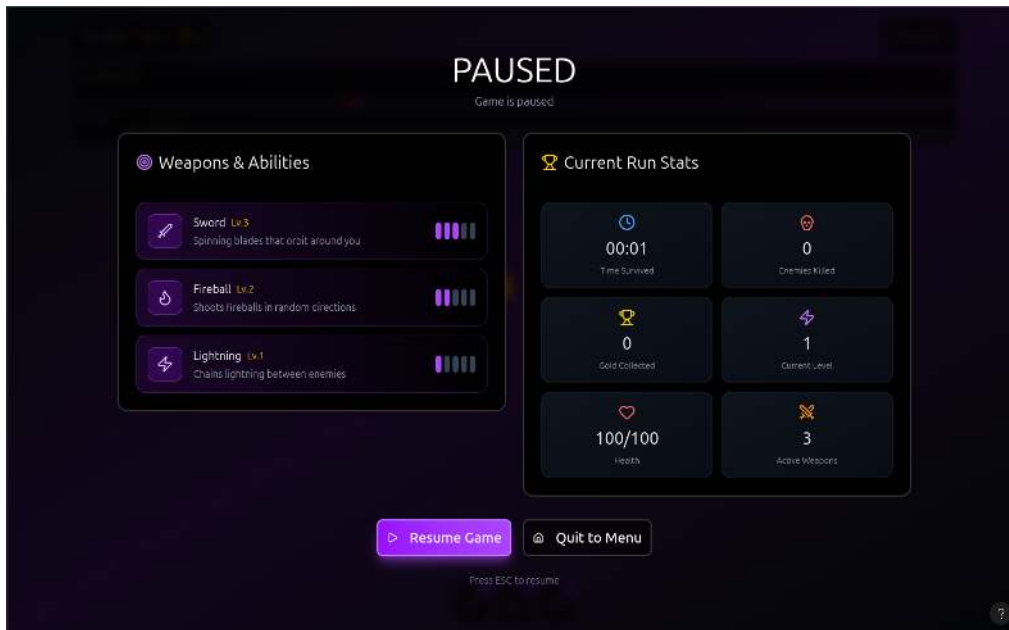 PAUSED
Game is paused
Weapons & Abilities
Sword Lv.3
Spinning blades that orbit around you
Fireball Lv.2
Shoots fireballs in random directions
Lightning Lv.1
Chains lightning between enemies
Current Run Stats
00:01
Time Survived
0
Enemies Killed
0
Gold Collected
1
Current Level
100/100
Health
3
Active Weapons
Resume Game
Quit to Menu
Press ESC to resume
?